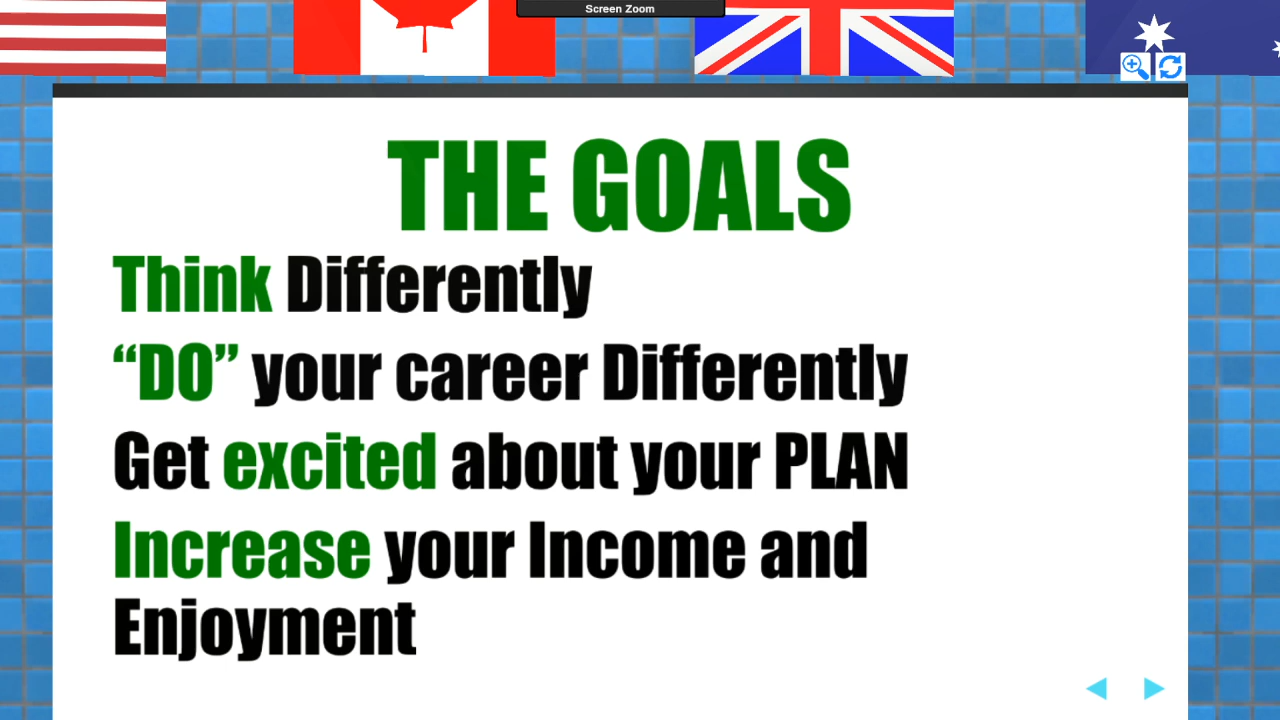 Screen Zoom
THE GOALS
Think Differently
“DO” your career Differently
Get excited about your PLAN
Increase your Income and
Enjoyment